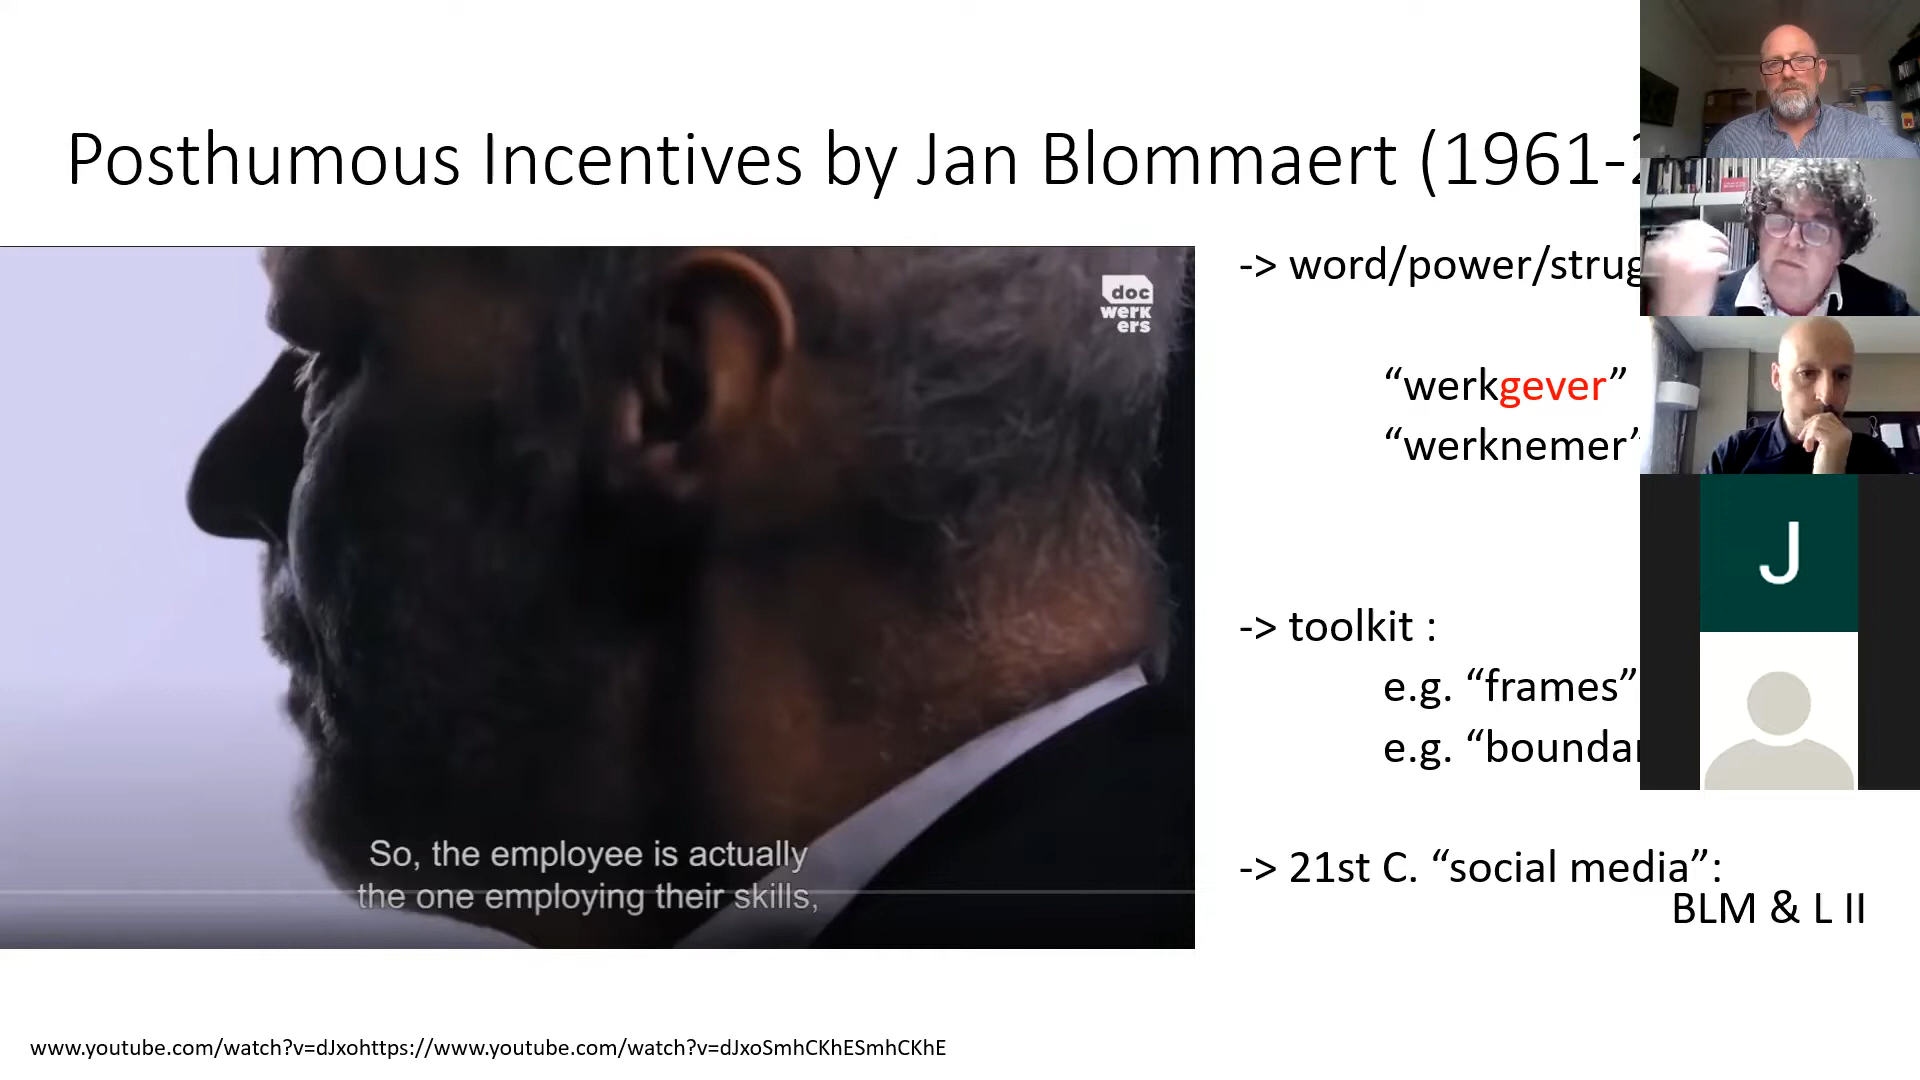 Posthumous Incentives by Jan Blommaert (1961-
-> word/power/strug
“werkgever”
“werknemer”
-> toolkit :
e.g. “frames”
e.g. “boundar
-> 21st C. “social media”:
BLM & L II
doc
werk
ers
So, the employee is actually
the one employing their skills,
J
www.youtube.com/watch?v=dJxohttps://www.youtube.com/watch?v=dJxoSmhCKhESmhCKhE